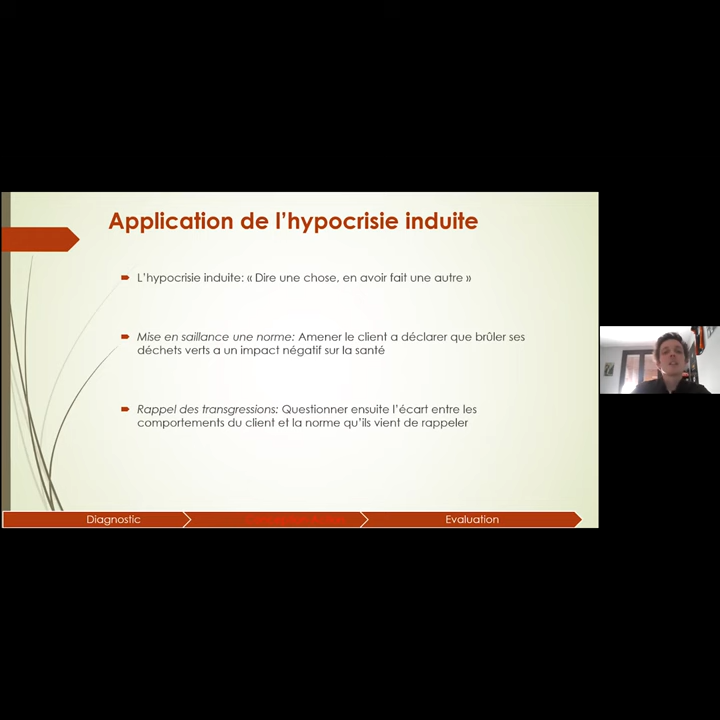 Application de l’hypocrisie induite
L’hypocrisie induite: « Dire une chose, en avoir fait une autre »
Mise en saillance une norme: Amener le client a déclarer que brûler ses
déchets verts a un impact négatif sur la santé
Rappel des transgressions: Questionner ensuite l’écart entre les
comportements du client et la norme qu’ils vient de rappeler
Diagnostic
Evaluation